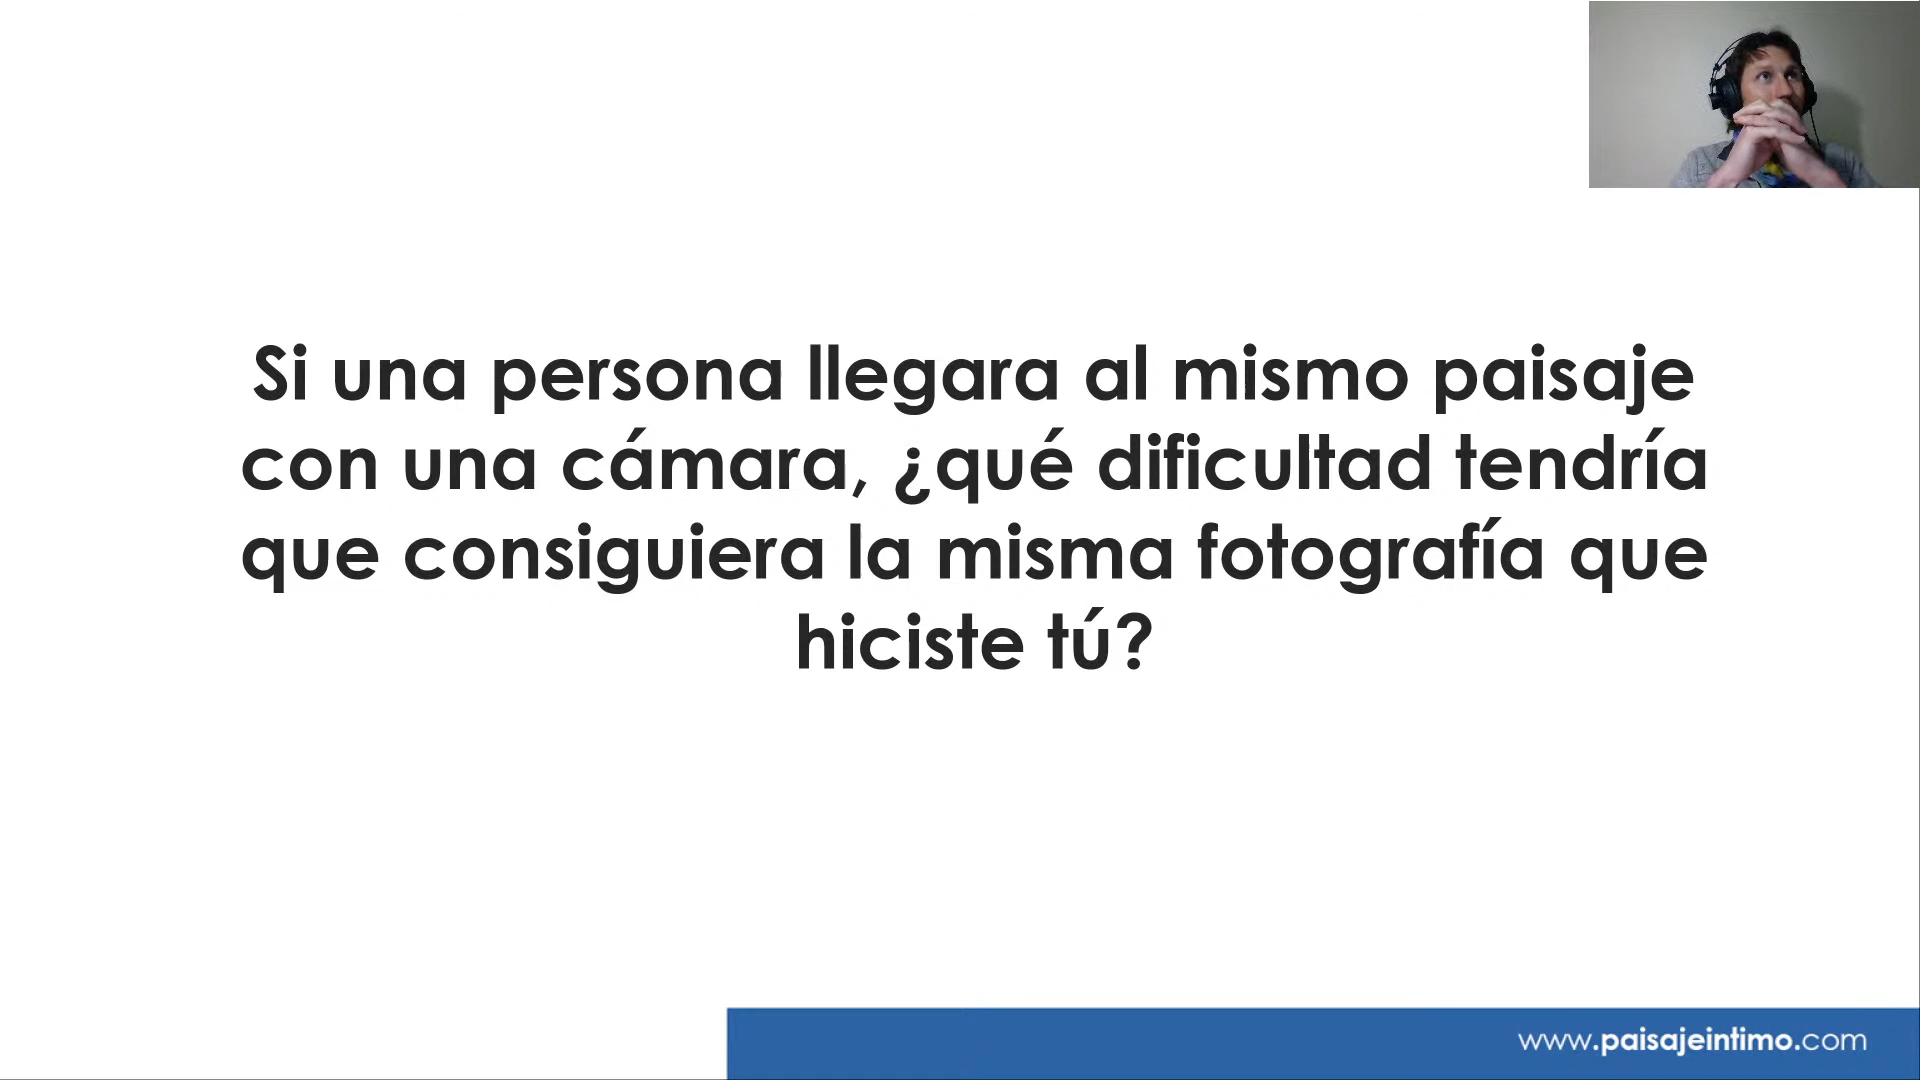 Si una persona llegara al mismo paisaje
con una cámara, ¿qué dificultad tendría
que consiguiera la misma fotografía que
hiciste tú?
www.paisajeintimo.com